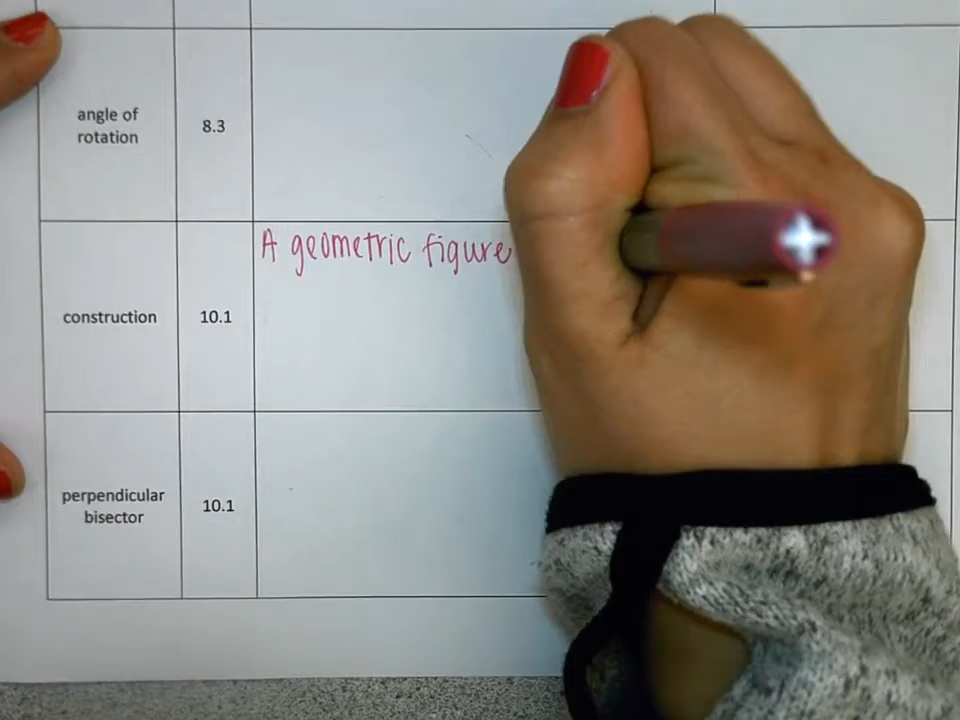 angle of
rotation
8.3
A geometric figure
construction
10.1
perpendicular
bisector
10.1